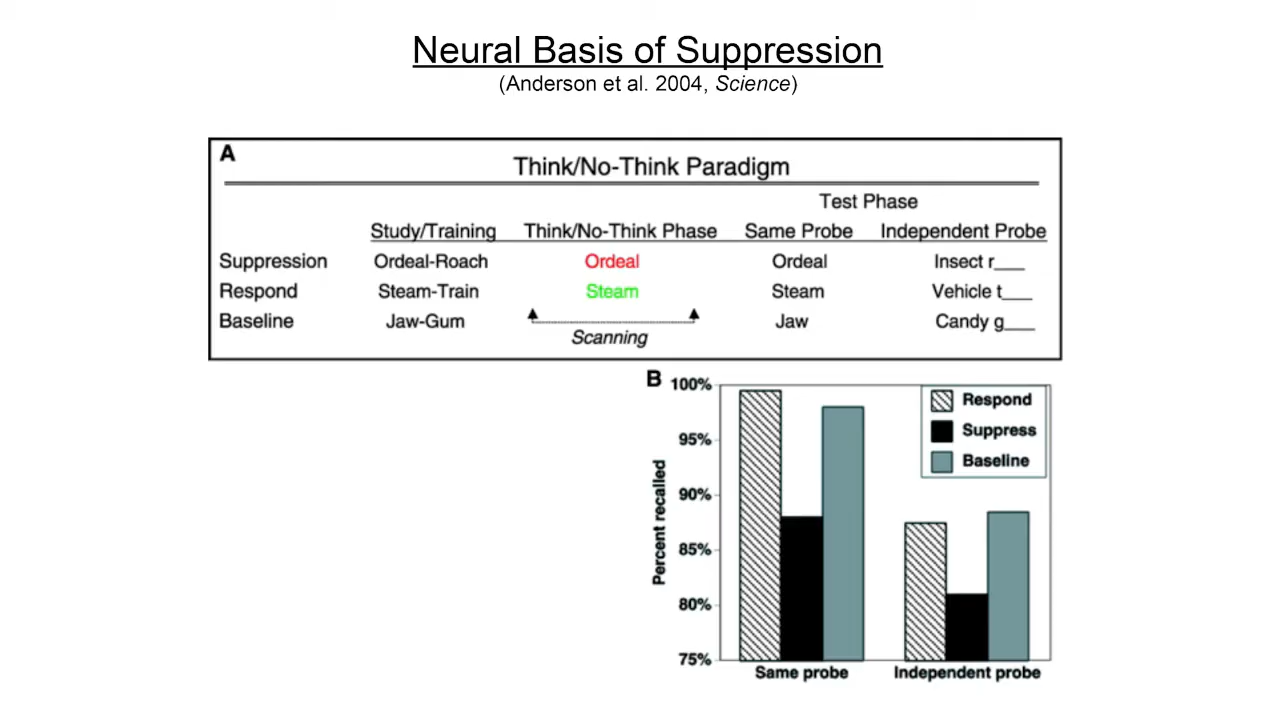 Neural Basis of Suppression
(Anderson et al. 2004, Science)
A
Think/No-Think Paradigm
Test Phase
Study/Training Think/No-Think Phase Same Probe Independent Probe
Suppression Ordeal-Roach Ordeal Ordeal Insect r___
Respond Steam-Train Steam Steam Vehicle t___
Baseline Jaw-Gum Jaw Candy g___
Scanning
B
100%
95%
90%
85%
80%
75%
Percent recalled
Respond
Suppress
Baseline
Same probe Independent probe